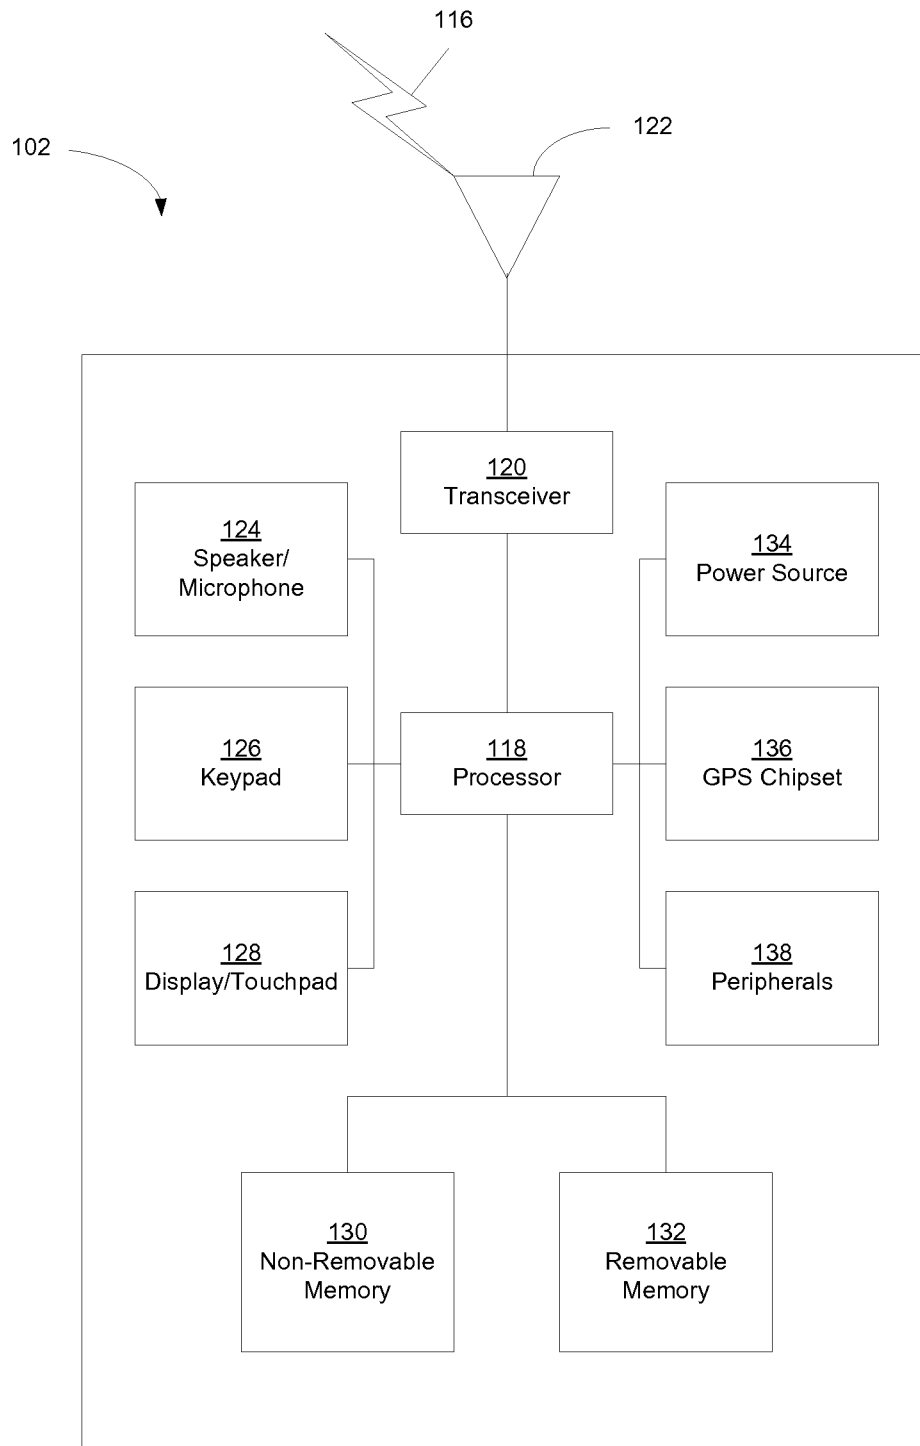 116
122
102
120
Transceiver
124
Speaker/
Microphone
134
Power Source
126
Keypad
118
Processor
136
GPS Chipset
128
Display/Touchpad
138
Peripherals
130
Non-Removable
Memory
132
Removable
Memory